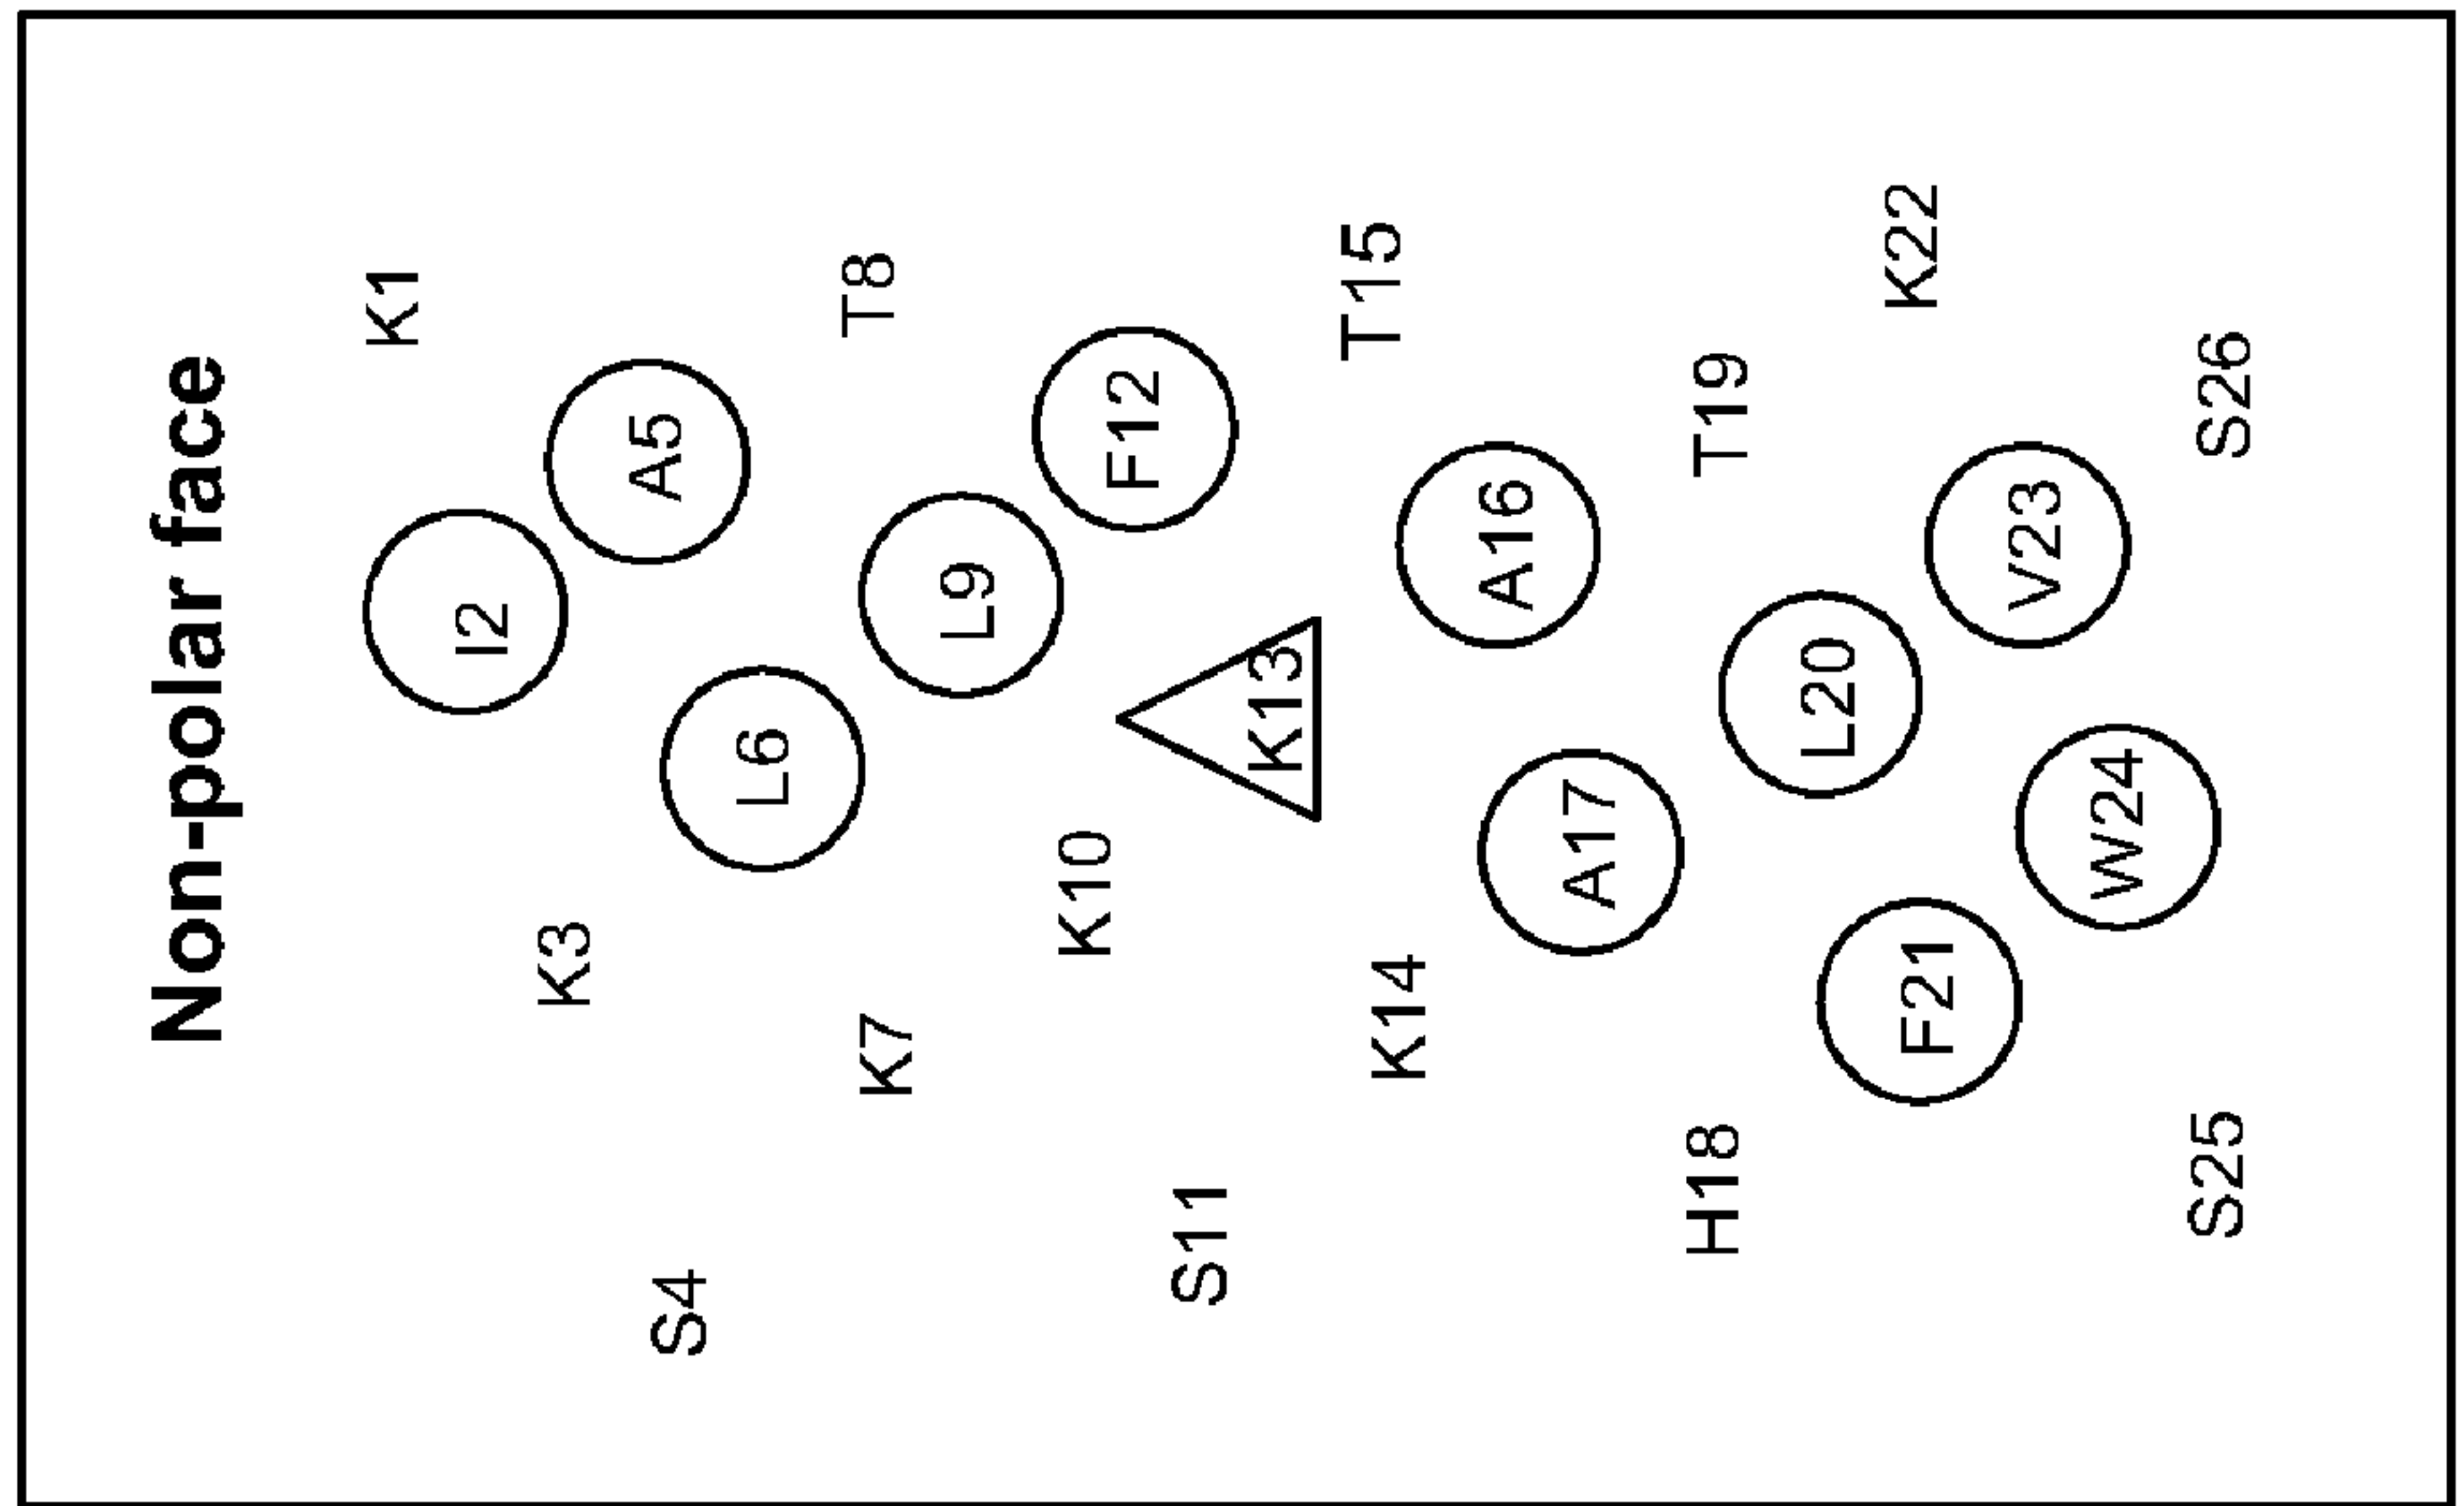 Non-polar face
K1
I2
K3
S4
A5
L6
K7
T8
L9
K10
S11
F12
K13
K14
T15
A16
A17
H18
T19
L20
F21
K22
V23
W24
S25
S26